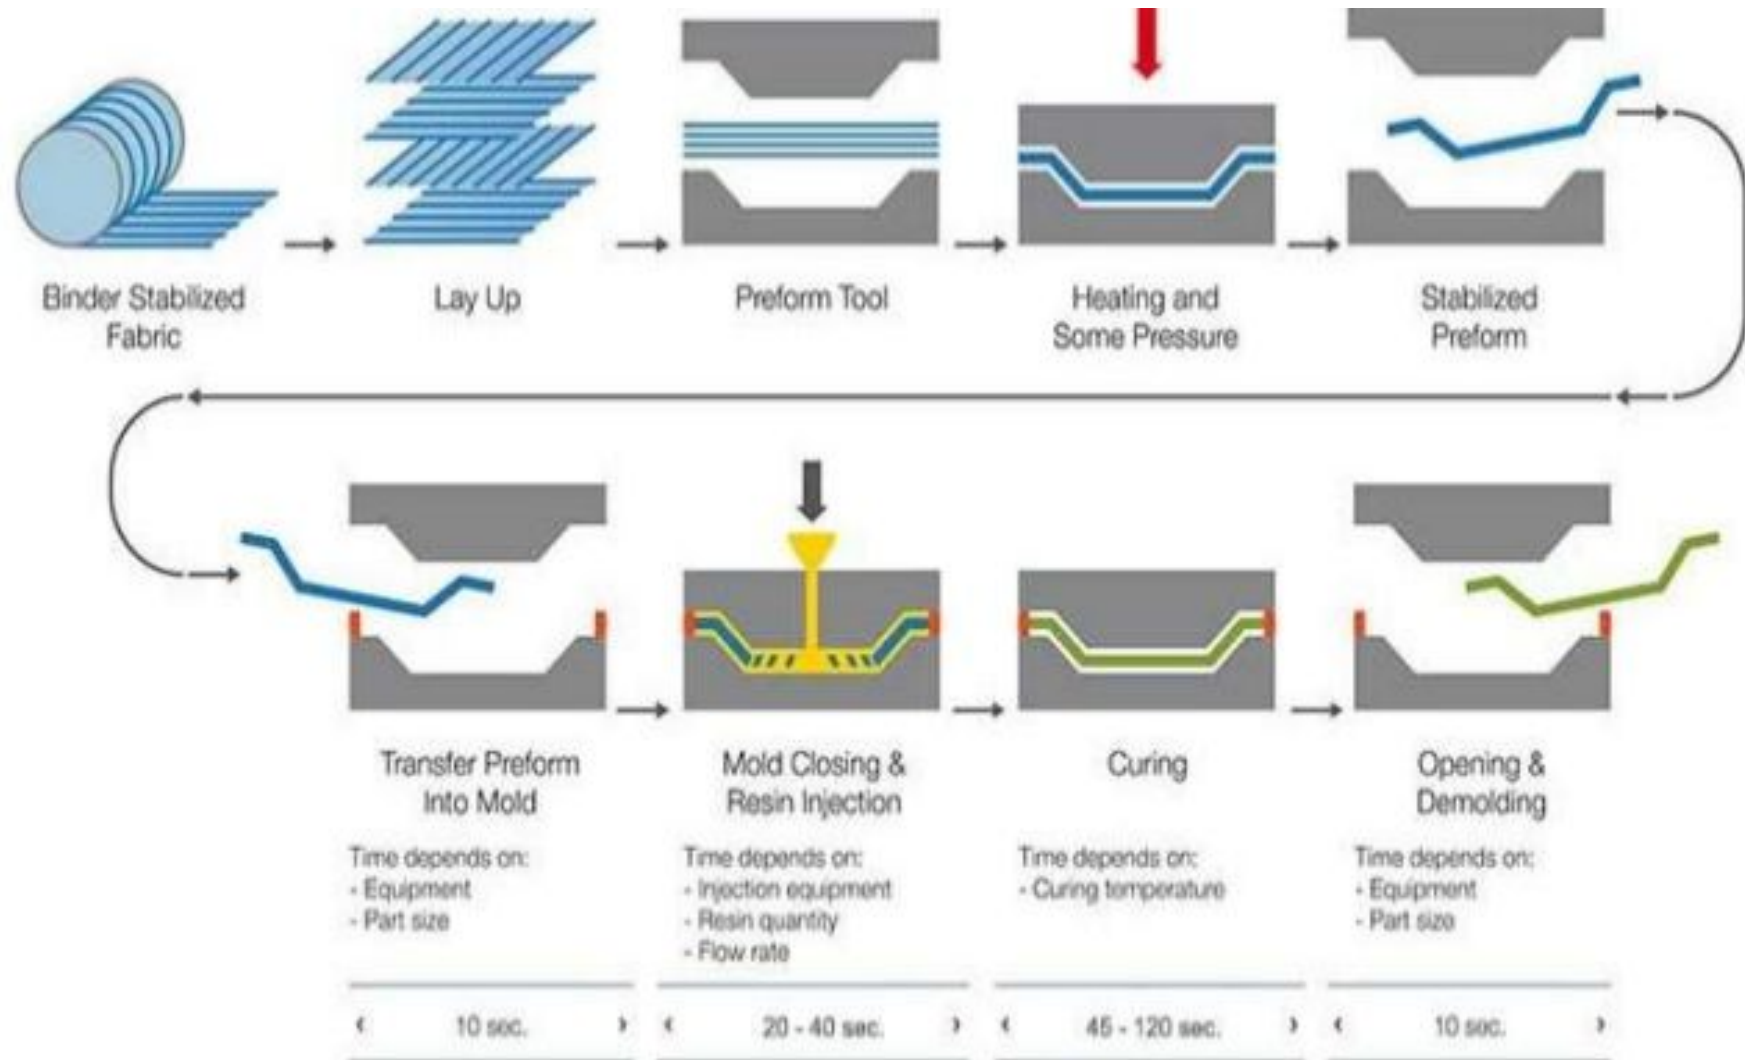 Binder Stabilized
Fabric
Lay Up
Preform Tool
Heating and
Some Pressure
Stabilized
Preform
Transfer Preform
Into Mold
Mold Closing &
Resin Injection
Curing
Opening &
Demolding
Time depends on:
- Equipment
- Part size
Time depends on:
- Injection equipment
- Resin quantity
- Flow rate
Time depends on:
- Curing temperature
Time depends on:
- Equipment
- Part size
10 sec.
20 - 40 sec.
45 - 120 sec.
10 sec.